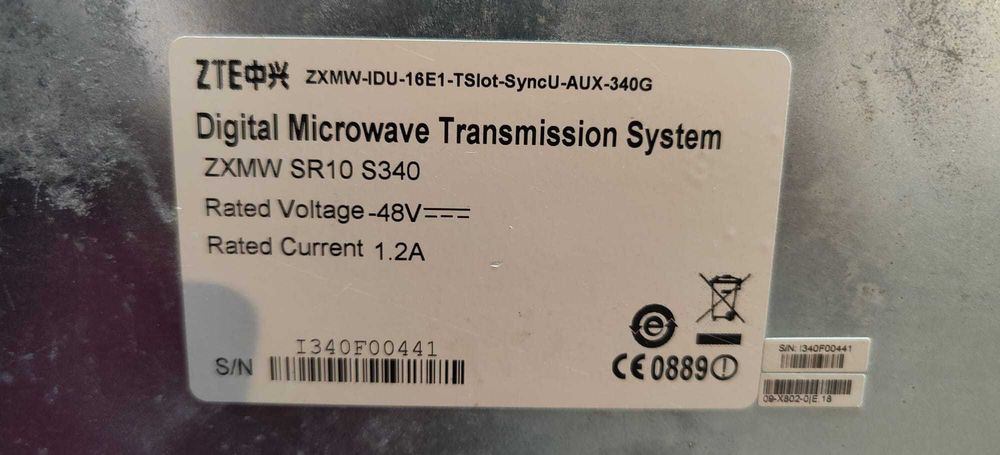 ZTE中兴 ZXMW-IDU-16E1-TSlot-SyncU-AUX-340G
Digital Microwave Transmission System
ZXMW SR10 S340
Rated Voltage -48V
Rated Current 1.2A
I340F00441
S/N
e
CE 0889
S/N: I340F00441
09-X802-0|E.18